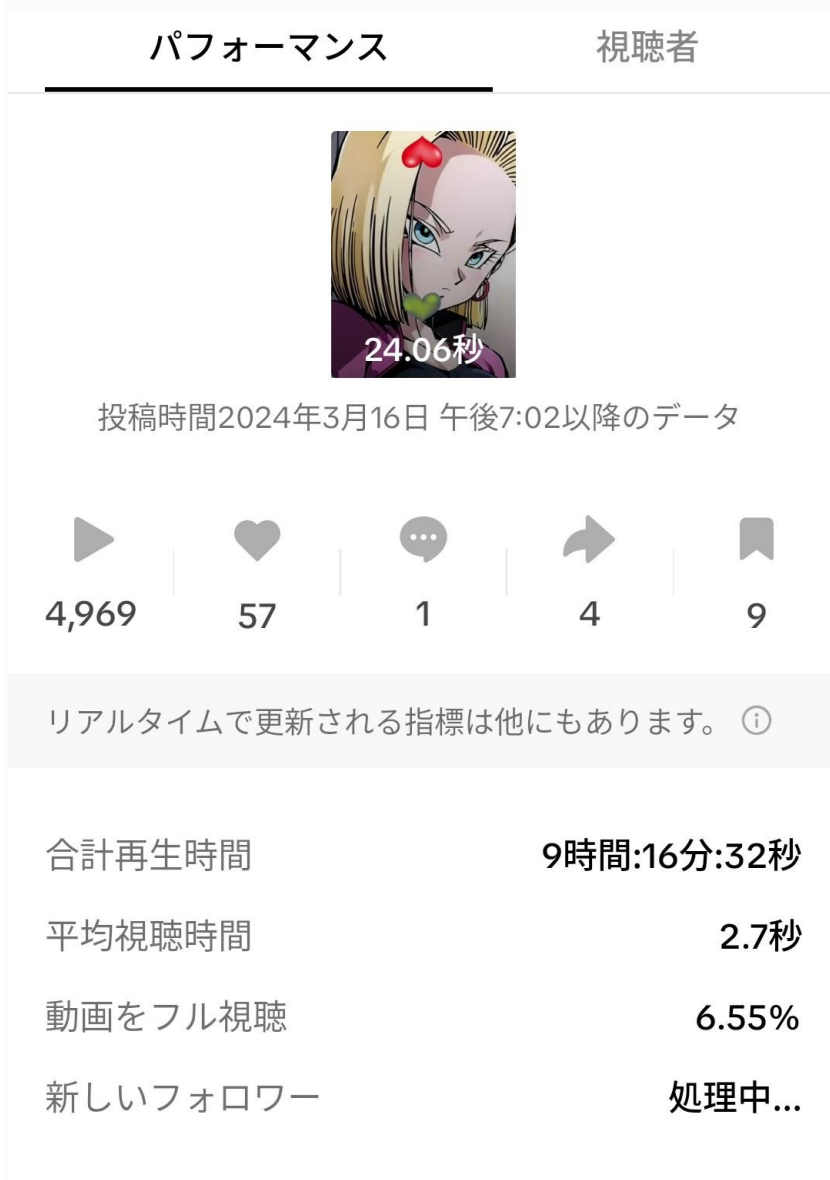 パフォーマンス 視聴者
24.06秒
投稿時間2024年3月16日 午後7:02以降のデータ
4,969 57 1 4 9
リアルタイムで更新される指標は他にもあります。
合計再生時間 9時間:16分:32秒
平均視聴時間 2.7秒
動画をフル視聴 6.55%
新しいフォロワー 処理中...